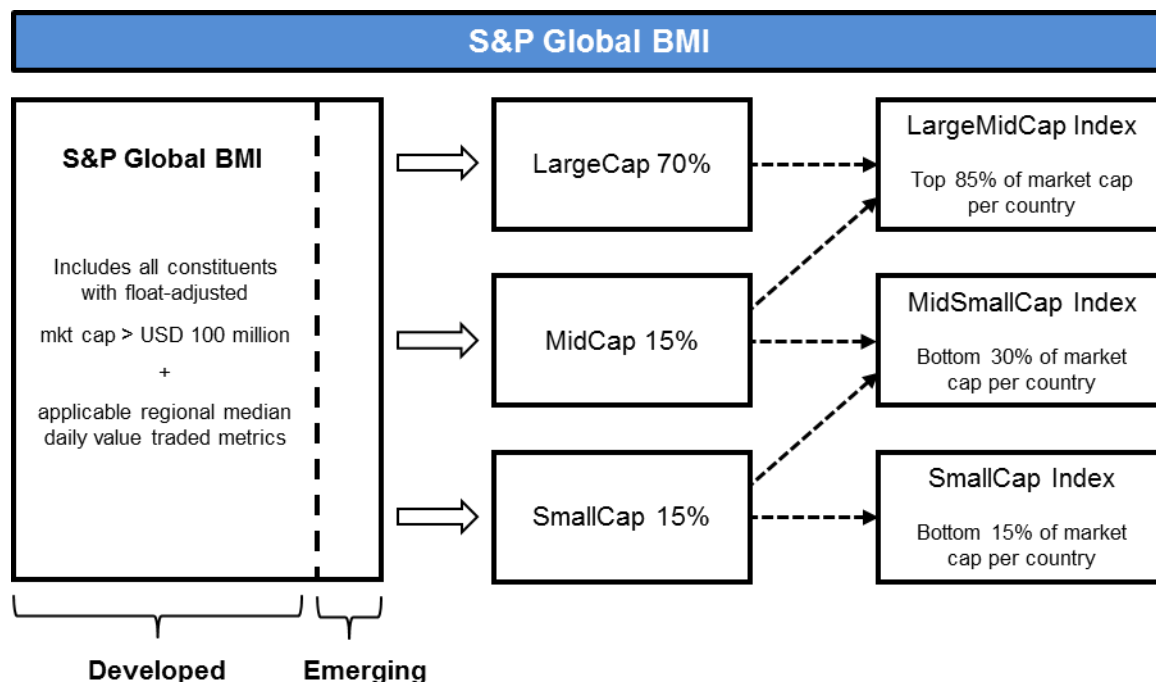 S&P Global BMI
S&P Global BMI
Includes all constituents
with float-adjusted
mkt cap > USD 100 million
+
applicable regional median
daily value traded metrics
Developed
Emerging
LargeCap 70%
MidCap 15%
SmallCap 15%
LargeMidCap Index
Top 85% of market cap
per country
MidSmallCap Index
Bottom 30% of market
cap per country
SmallCap Index
Bottom 15% of market
cap per country